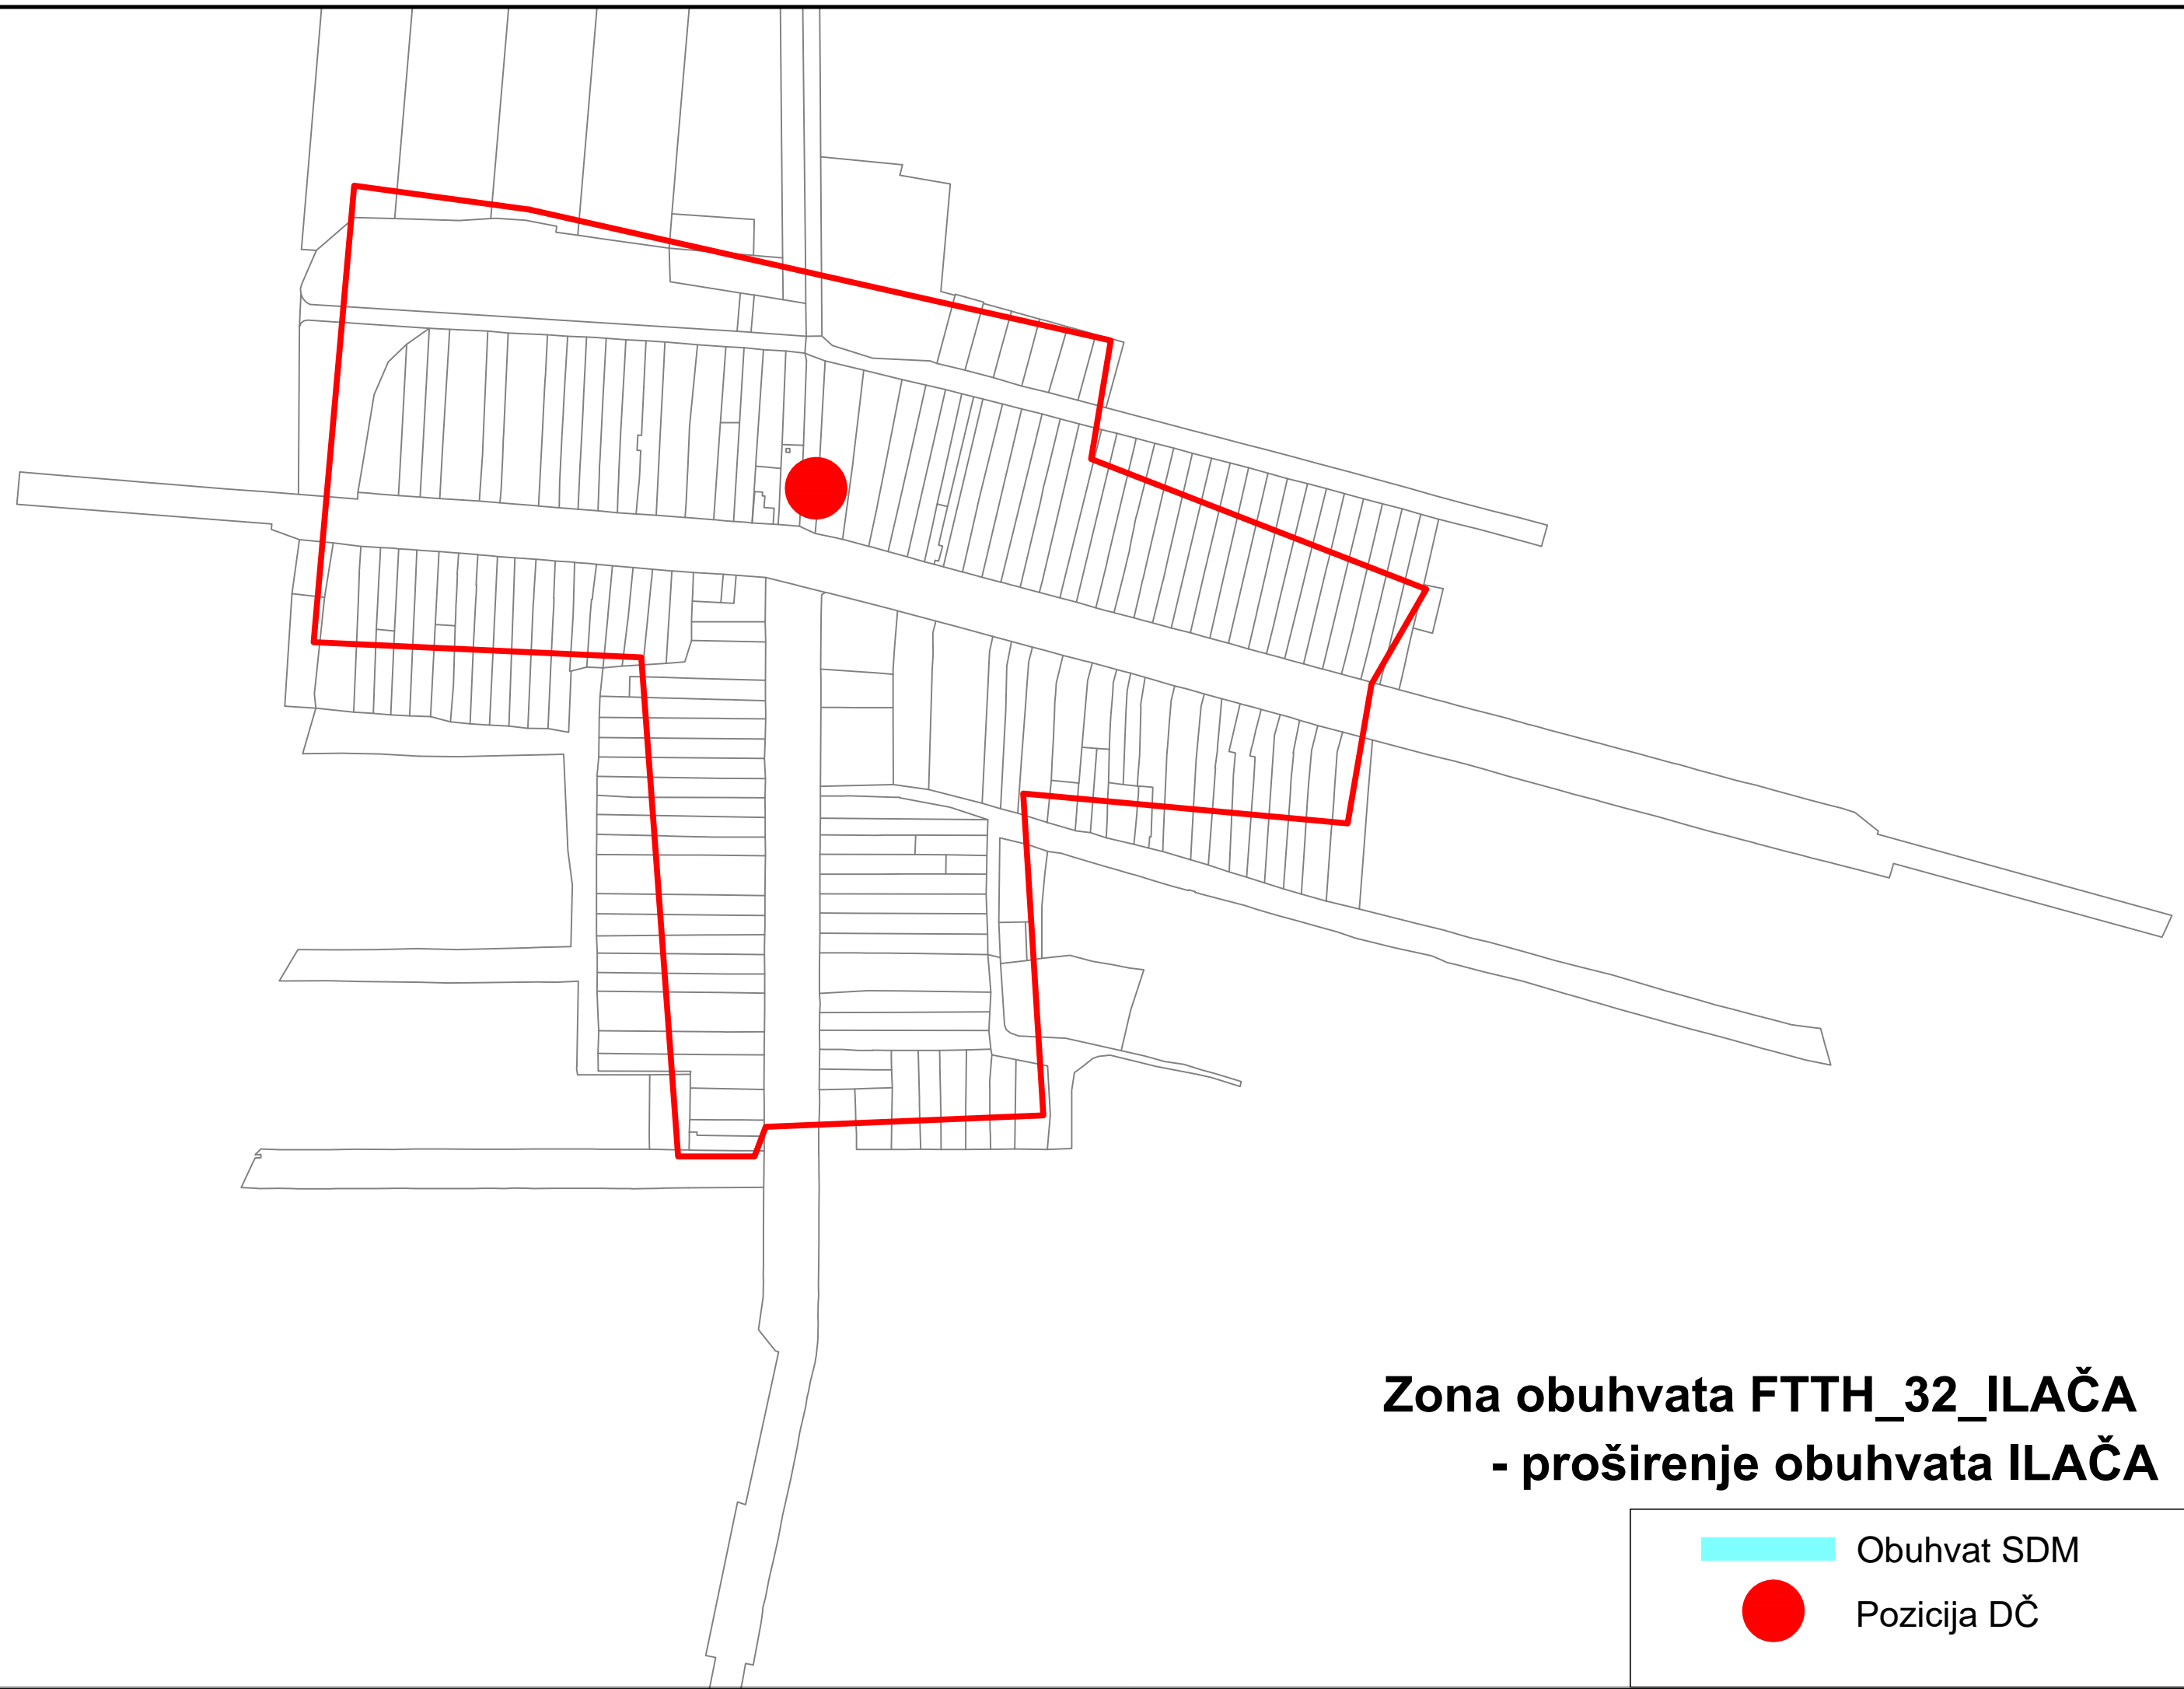 Zona obuhvata FTTH_32_ILAČA
- proširenje obuhvata ILAČA
Obuhvat SDM
Pozicija DČ